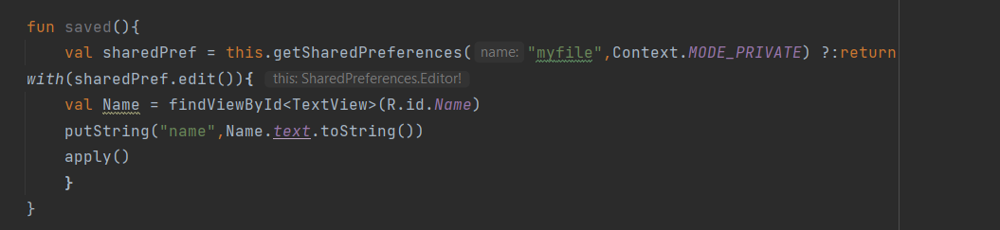 fun saved(){
val sharedPref = this.getSharedPreferences( name: "myfile",Context.MODE_PRIVATE) ?:return
with(sharedPref.edit()){ this: SharedPreferences.Editor!
val Name = findViewById<TextView>(R.id.Name)
putString("name",Name.text.toString())
apply()
}
}